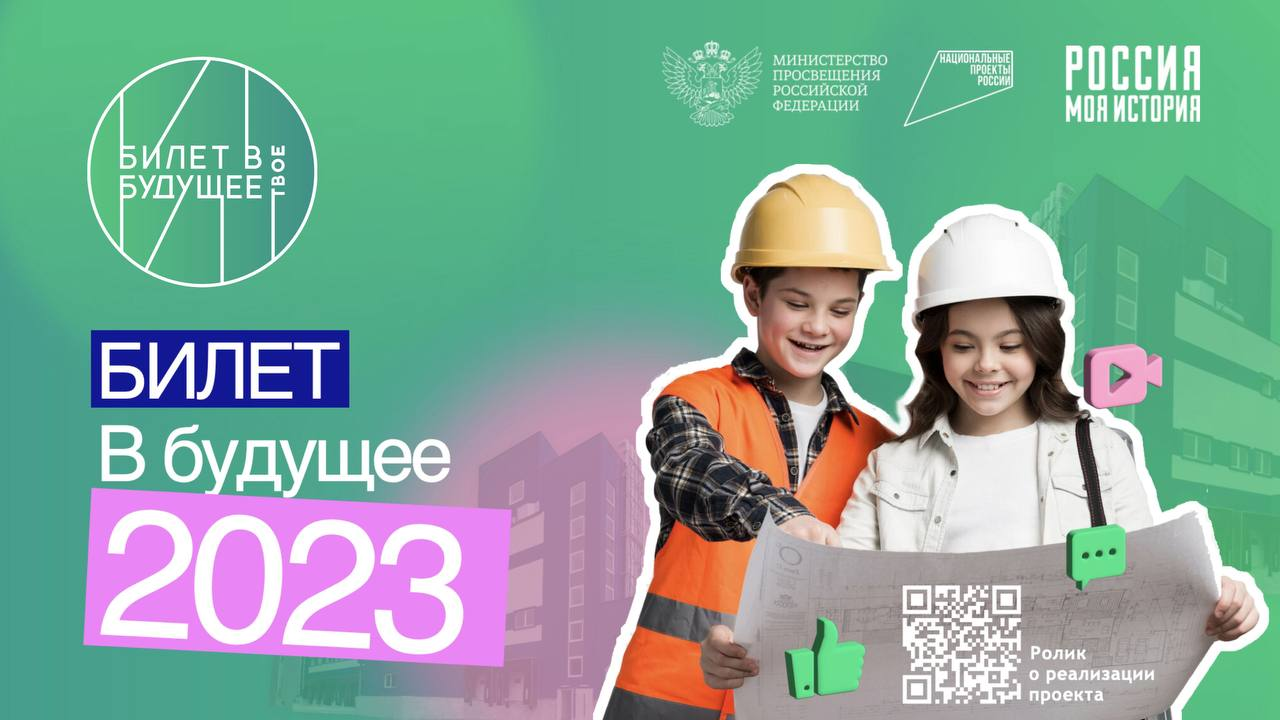 БИЛЕТ В
БУДУЩЕЕ
ТВОЕ
МИНИСТЕРСТВО
ПРОСВЕЩЕНИЯ
РОССИЙСКОЙ
ФЕДЕРАЦИИ
НАЦИОНАЛЬНЫЕ
ПРОЕКТЫ
РОССИИ
РОССИЯ
МОЯ ИСТОРИЯ
БИЛЕТ
В будущее
2023
Ролик
о реализации
проекта